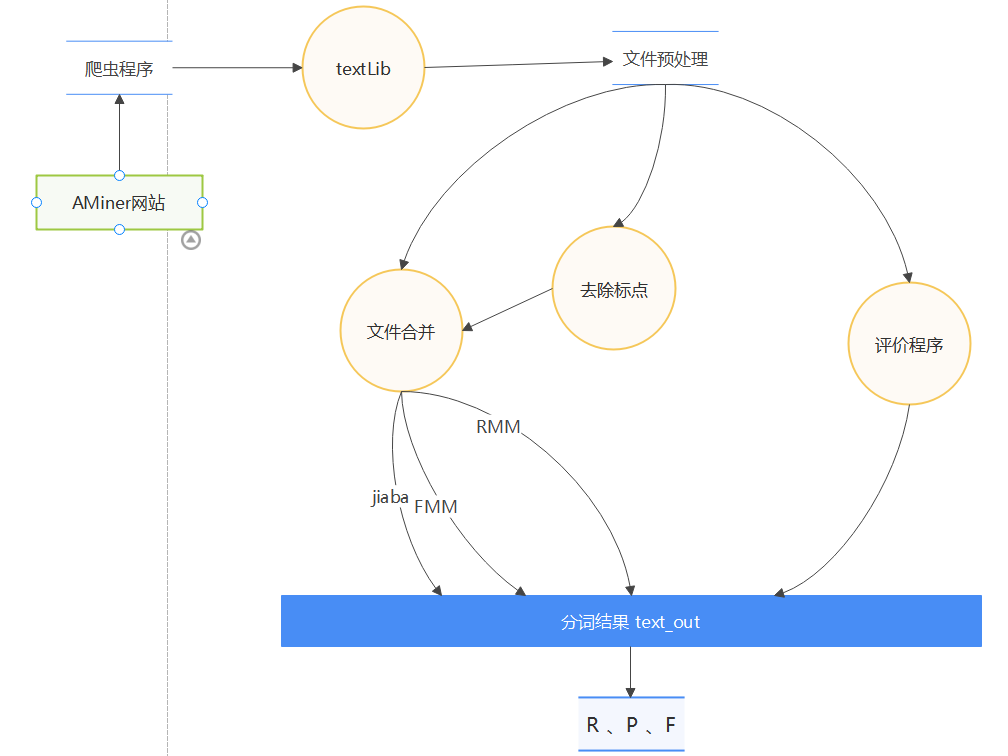 爬虫程序
textLib
文件预处理
AMiner网站
去除标点
文件合并
评价程序
RMM
jiaba
FMM
分词结果 text_out
R 、P 、F